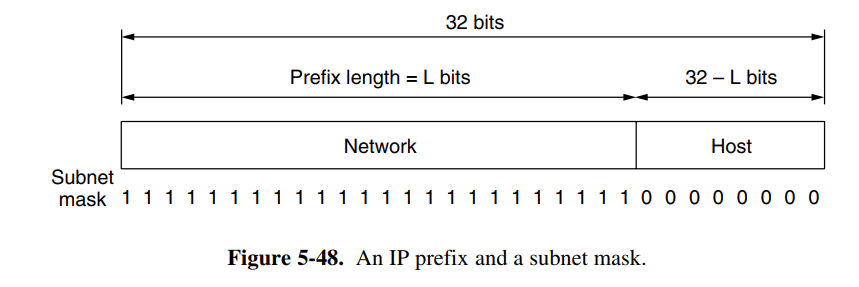 32 bits
Prefix length = L bits
32 – L bits
Network
Host
Subnet
mask 1 1 1 1 1 1 1 1 1 1 1 1 1 1 1 1 1 1 1 1 1 1 1 1 0 0 0 0 0 0 0 0 0
Figure 5-48. An IP prefix and a subnet mask.